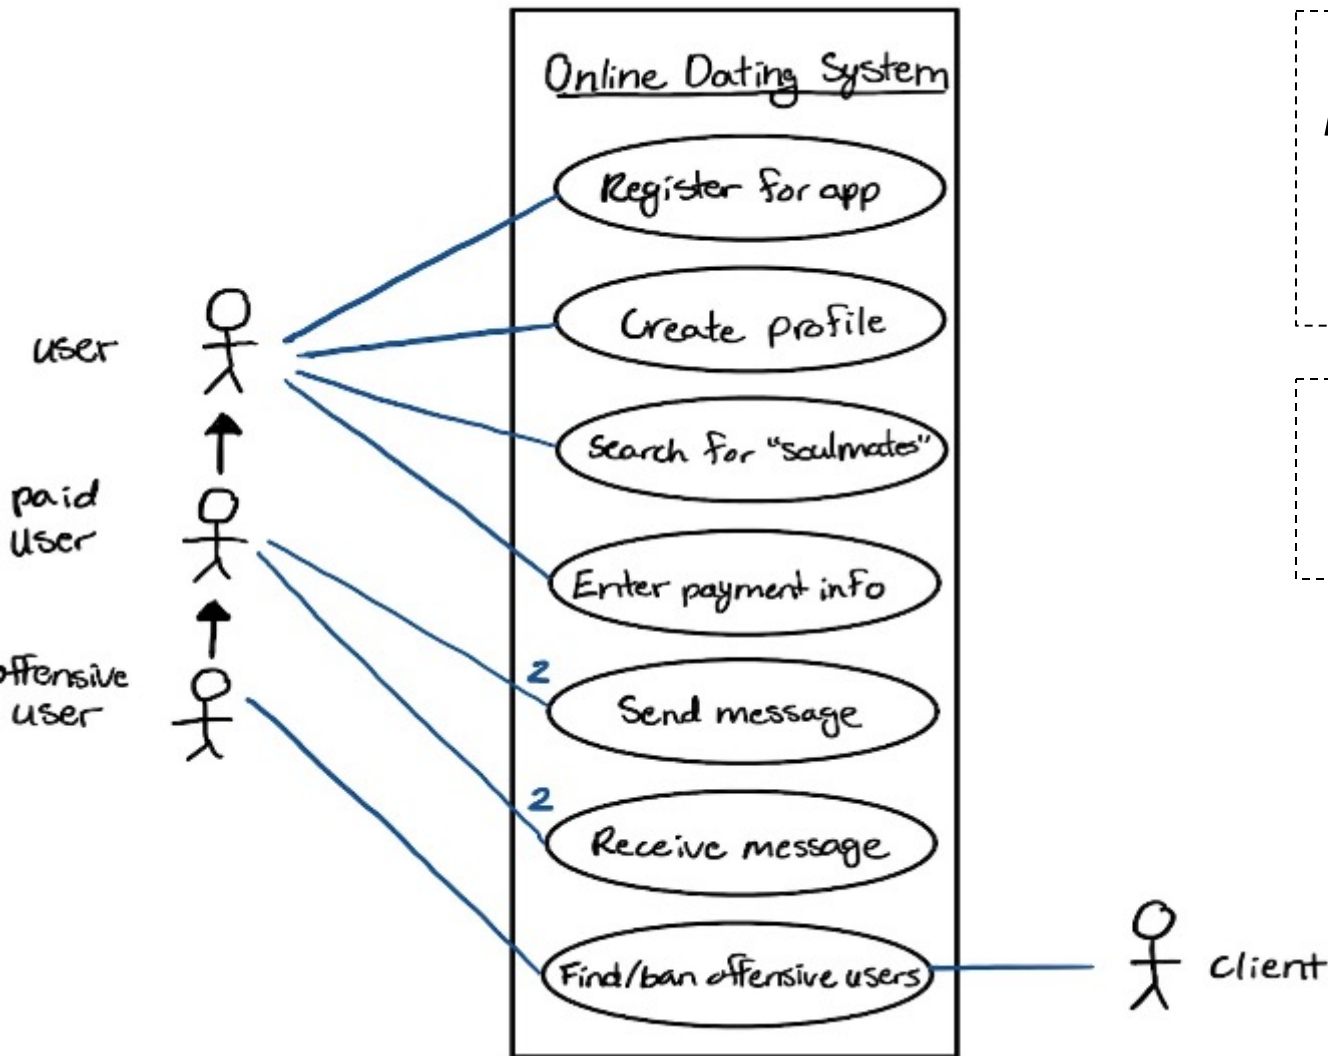 Online Dating System
Register for app
Create profile
user
Search for "soulmates"
paid
user
Enter payment info
2
Send message
offensive
user
2
Receive message
Find/ban offensive users
Client